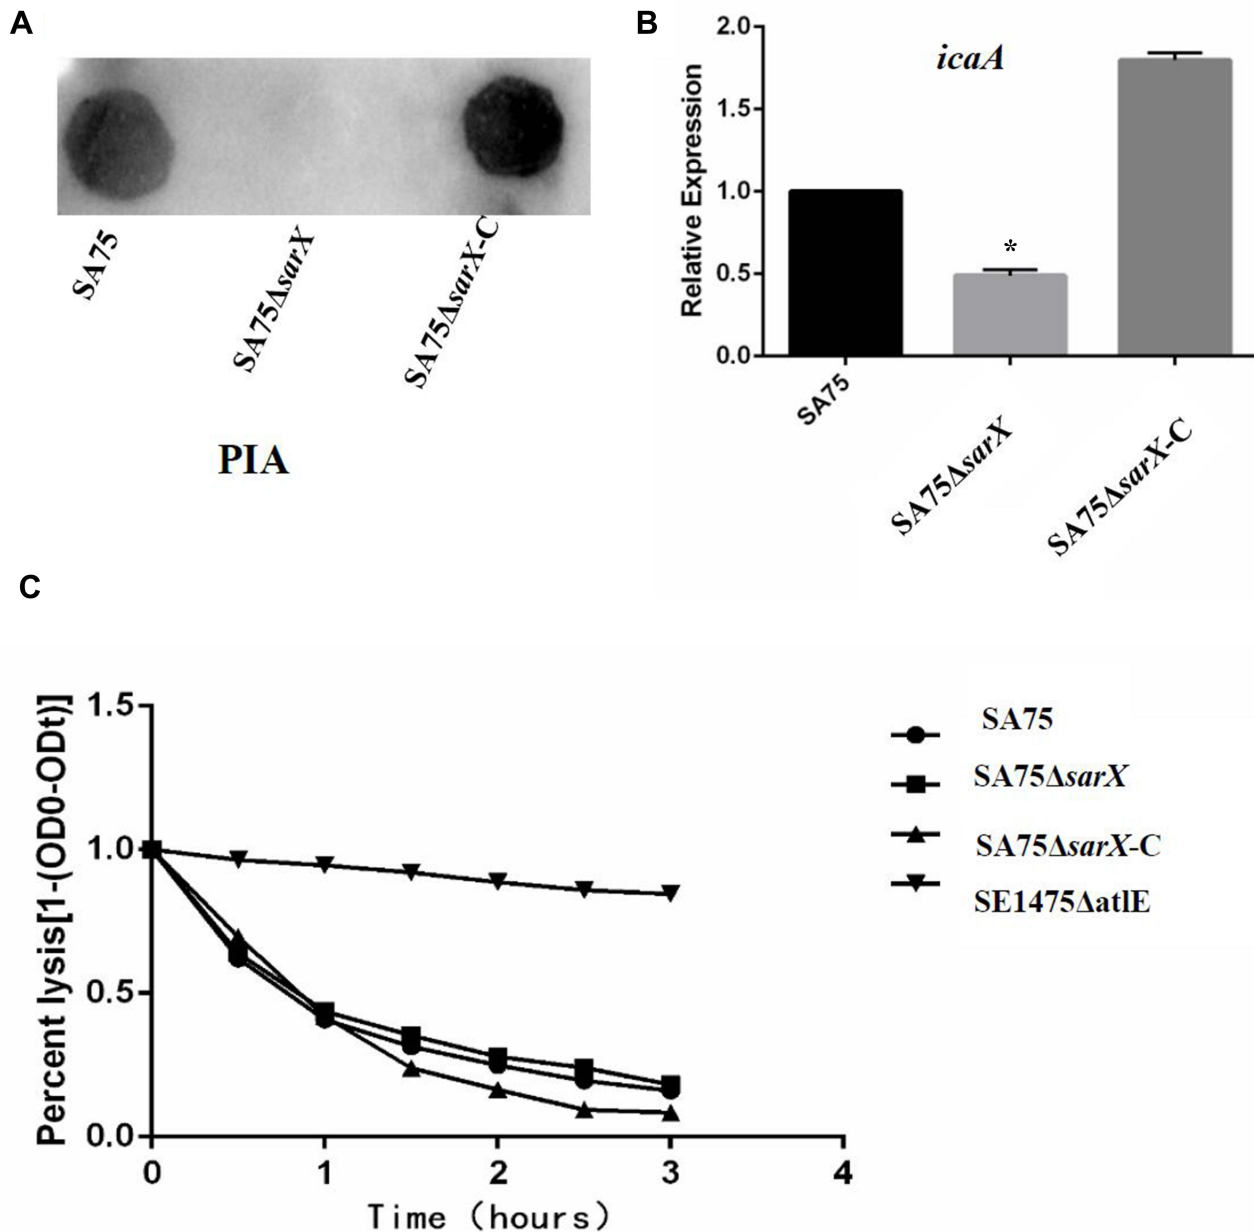 A
SA75
SA75ΔsarX
SA75ΔsarX-C
PIA
B
icaA
Relative Expression
2.0
1.5
1.0
0.5
0.0
*
SA75
SA75ΔsarX
SA75ΔsarX-C
C
Percent lysis[1-(OD0-ODt)]
1.5
1.0
0.5
0.0
0 1 2 3 4
Time (hours)
SA75
SA75ΔsarX
SA75ΔsarX-C
SE1475ΔatlE